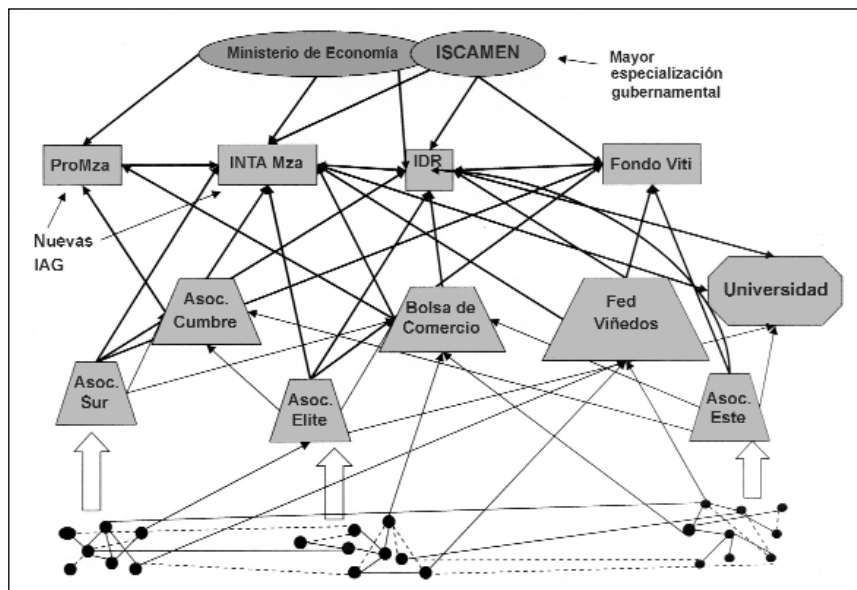 Ministerio de Economía
ISCAMEN
Mayor
especialización
gubernamental
ProMza
INTA Mza
IDR
Fondo Viti
Nuevas
IAG
Asoc.
Cumbre
Bolsa de
Comercio
Fed
Viñedos
Universidad
Asoc.
Sur
Asoc.
Elite
Asoc.
Este